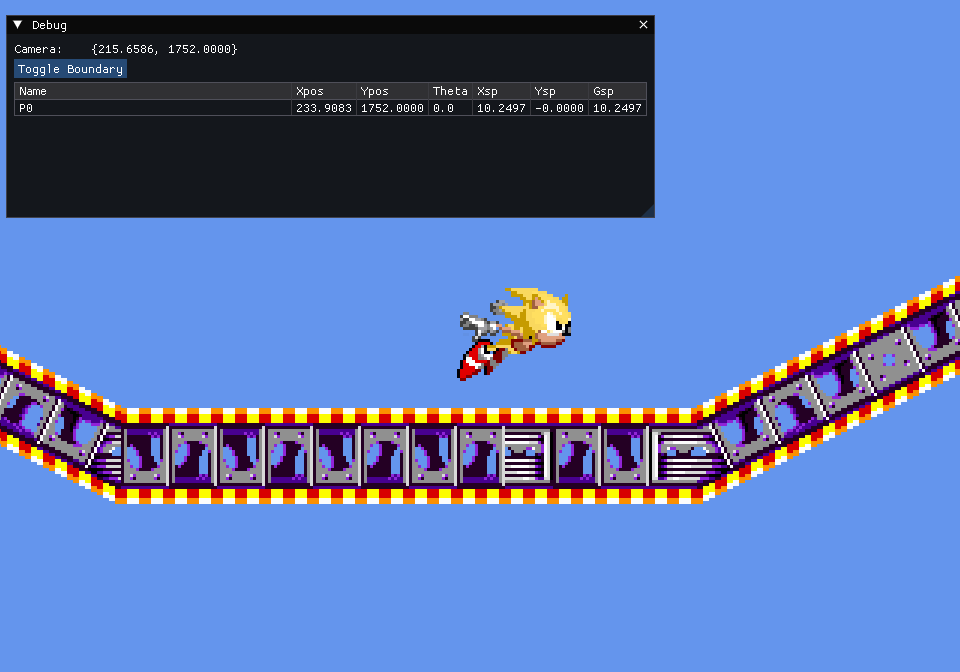 Debug
Camera: {215.6586, 1752.0000}
Toggle Boundary
Name Xpos Ypos Theta Xsp Ysp Gsp
P0 233.9083 1752.0000 0.0 10.2497 -0.0000 10.2497